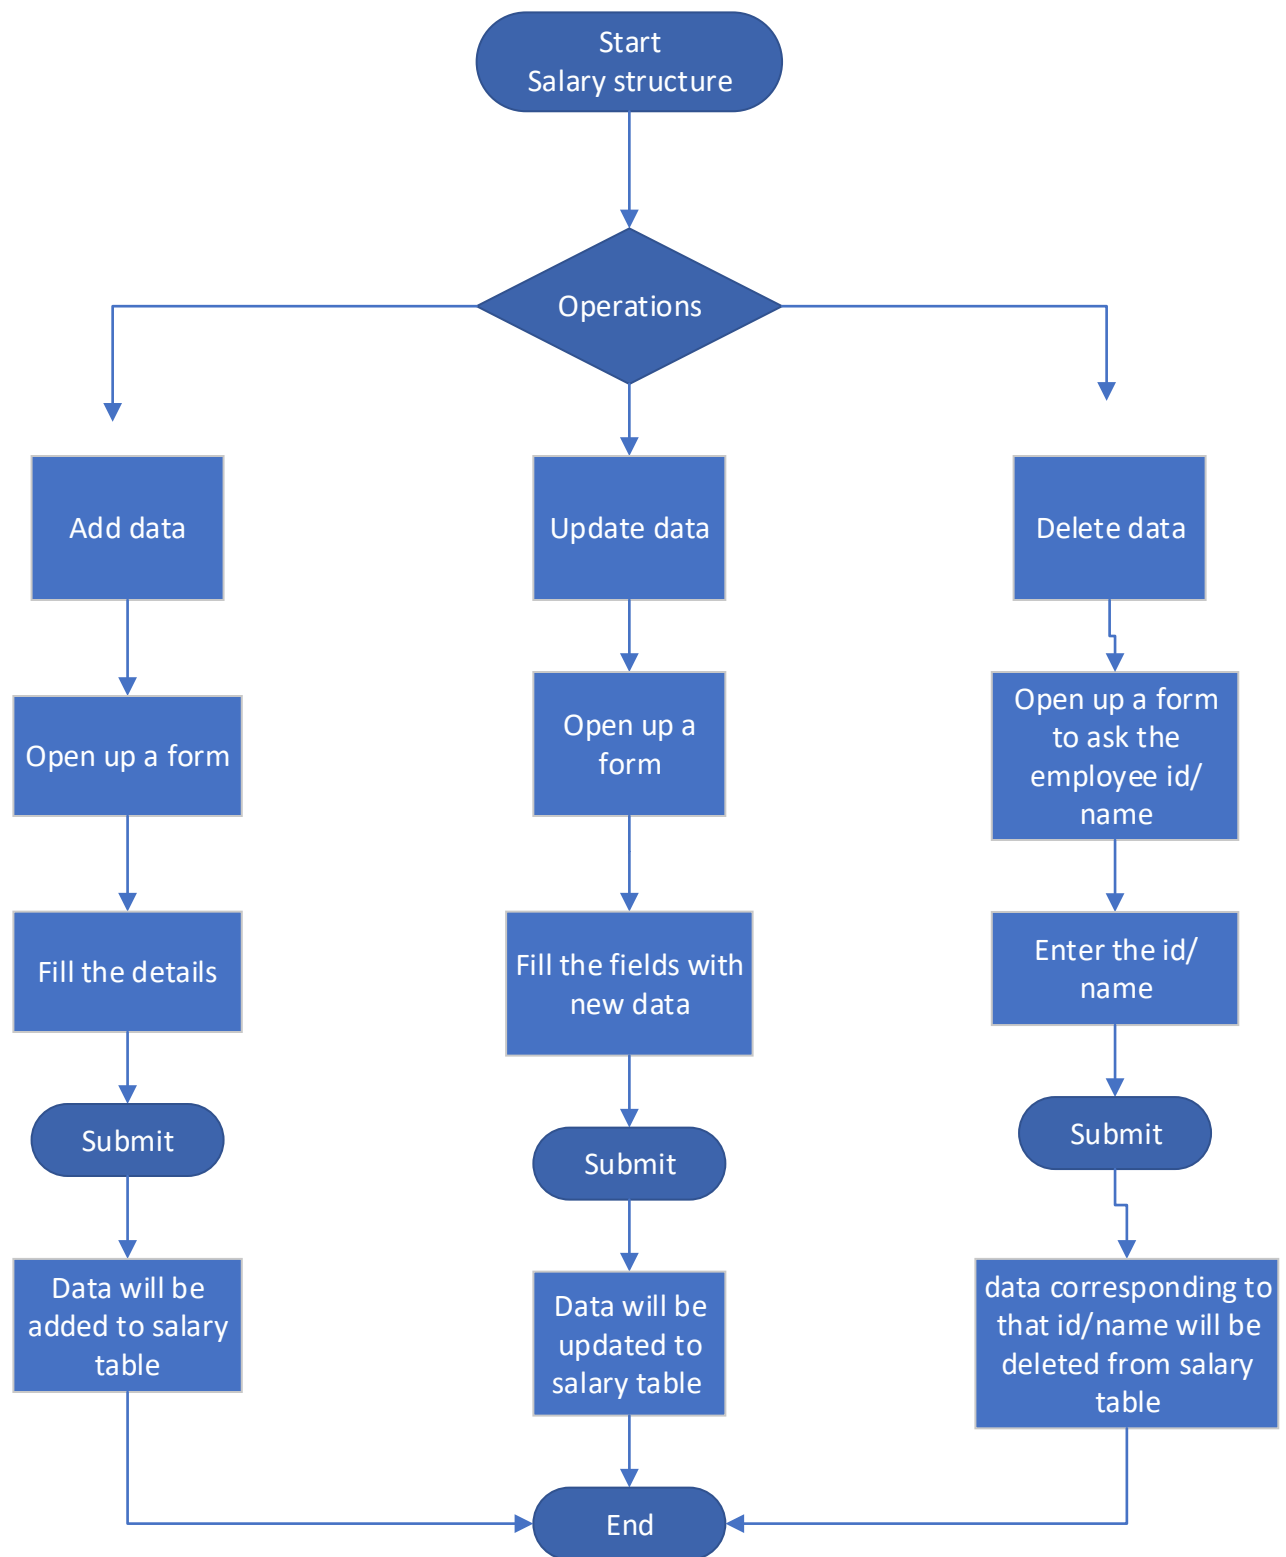 Start
Salary structure
Operations
Add data
Update data
Delete data
Open up a form
Open up a
form
Open up a form
to ask the
employee id/
name
Fill the details
Fill the fields with
new data
Enter the id/
name
Submit
Submit
Submit
Data will be
added to salary
table
Data will be
updated to
salary table
data corresponding to
that id/name will be
deleted from salary
table
End